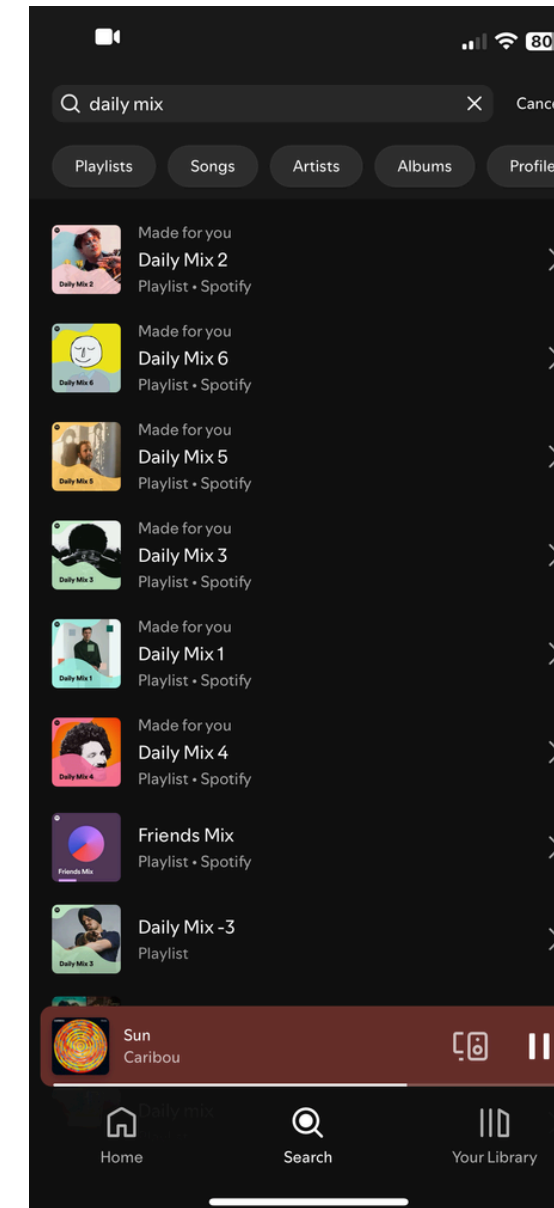 80
daily mix
Cance
Playlists Songs Artists Albums Profile
Made for you
Daily Mix 2
Playlist • Spotify
Daily Mix 2
Made for you
Daily Mix 6
Playlist • Spotify
Daily Mix 6
Made for you
Daily Mix 5
Playlist • Spotify
Daily Mix 5
Made for you
Daily Mix 3
Playlist • Spotify
Daily Mix 3
Made for you
Daily Mix 1
Playlist • Spotify
Daily Mix 1
Made for you
Daily Mix 4
Playlist • Spotify
Daily Mix 4
Friends Mix
Playlist • Spotify
Friends Mix
Daily Mix -3
Playlist
Daily Mix 3
Sun
Caribou
Daily mix
Home Search Your Library